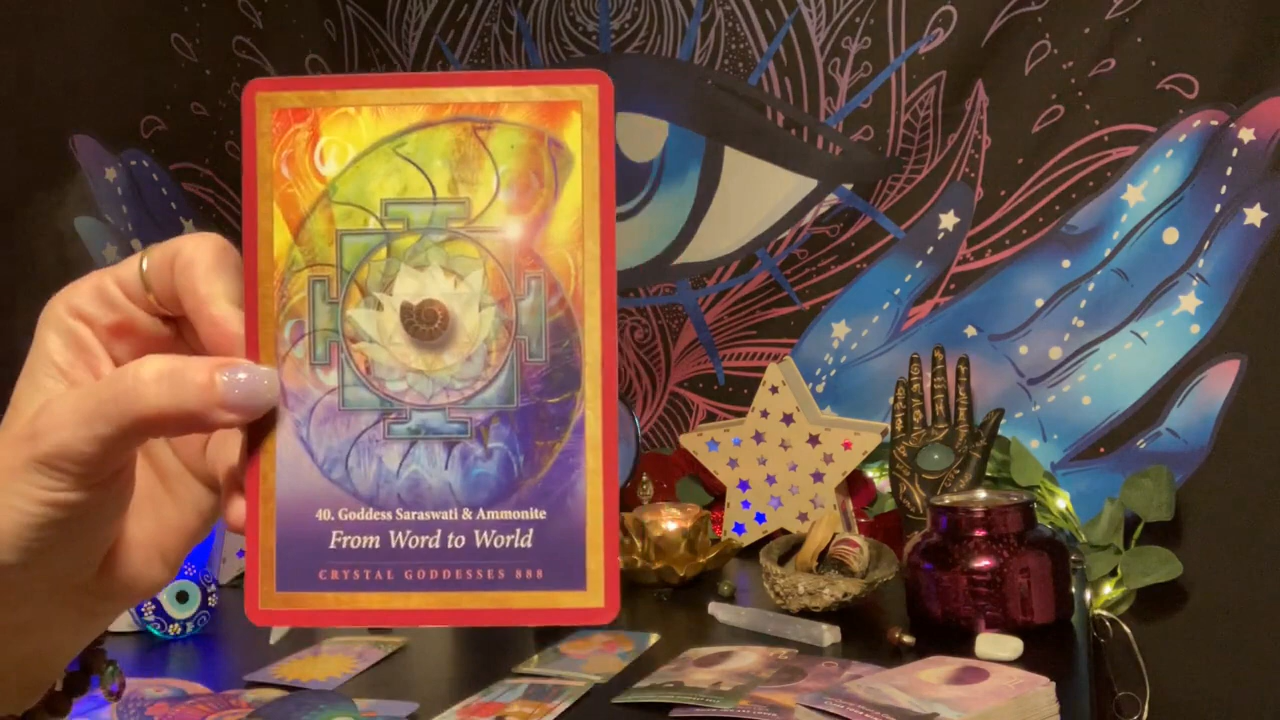 40. Goddess Saraswati & Ammonite
From Word to World
CRYSTAL GODDESSES 888